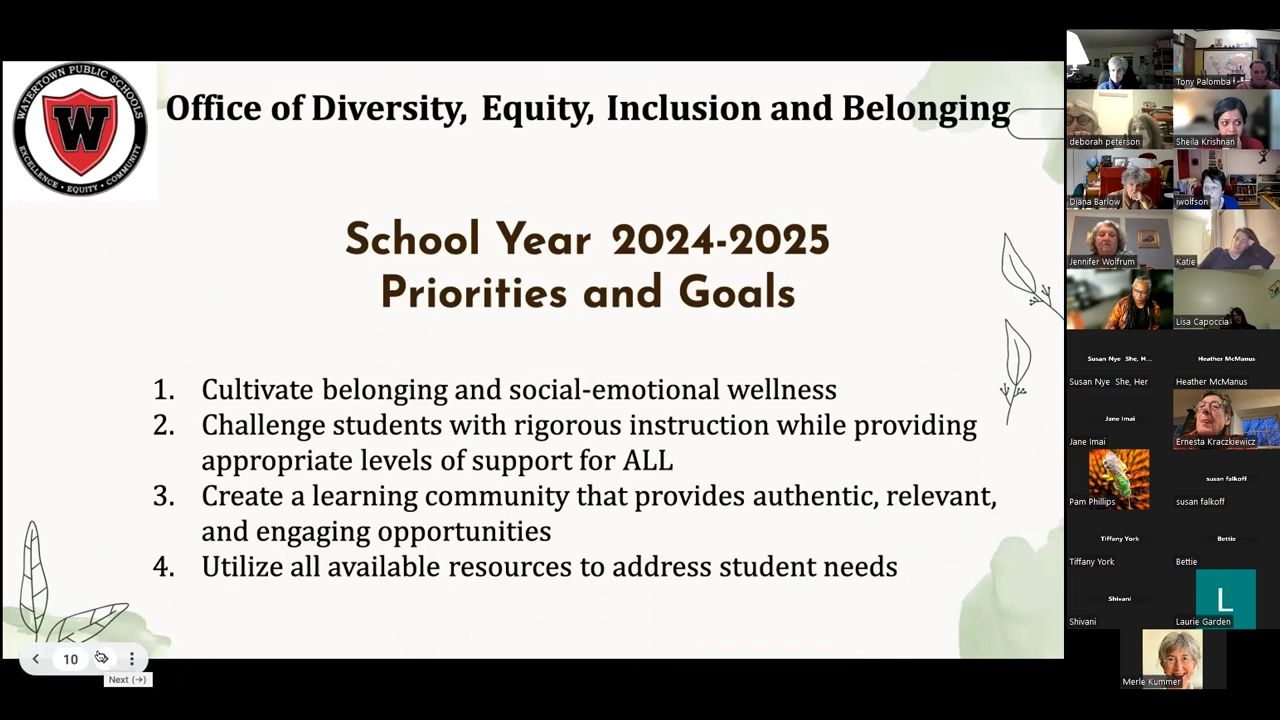 WATERTOWN PUBLIC SCHOOLS
W
EXCELLENCE • EQUITY • COMMUNITY
Office of Diversity, Equity, Inclusion and Belonging
School Year 2024-2025
Priorities and Goals
1. Cultivate belonging and social-emotional wellness
2. Challenge students with rigorous instruction while providing
appropriate levels of support for ALL
3. Create a learning community that provides authentic, relevant,
and engaging opportunities
4. Utilize all available resources to address student needs
10
Next (→)
Tony Palomba
deborah peterson
Sheila Krishnan
Diana Barlow
jwolfson
Jennifer Wolfrum
Katie
Lisa Capoccia
Susan Nye She, H...
Heather McManus
Susan Nye She, Her
Heather McManus
Jane Imai
Jane Imai
Ernesta Kraczkiewicz
susan falkoff
Pam Phillips
susan falkoff
Tiffany York
Bettie
Tiffany York
Bettie
Shivani
L
Shivani
Laurie Garden
Merle Kummer